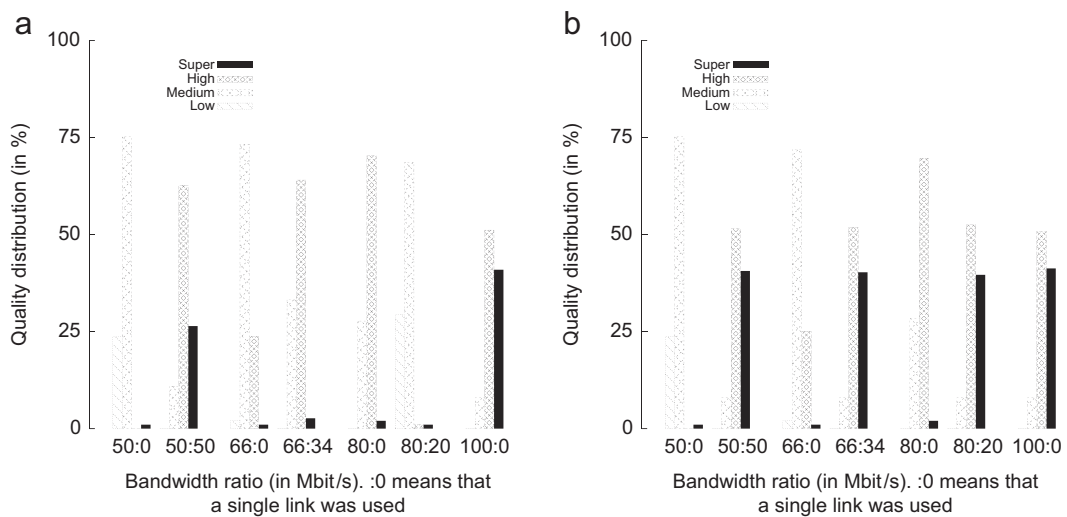 a
100
75
50
25
0
Quality distribution (in %)
Super
High
Medium
Low
50:0 50:50 66:0 66:34 80:0 80:20 100:0
Bandwidth ratio (in Mbit/s). :0 means that
a single link was used
b
100
75
50
25
0
Quality distribution (in %)
Super
High
Medium
Low
50:0 50:50 66:0 66:34 80:0 80:20 100:0
Bandwidth ratio (in Mbit/s). :0 means that
a single link was used